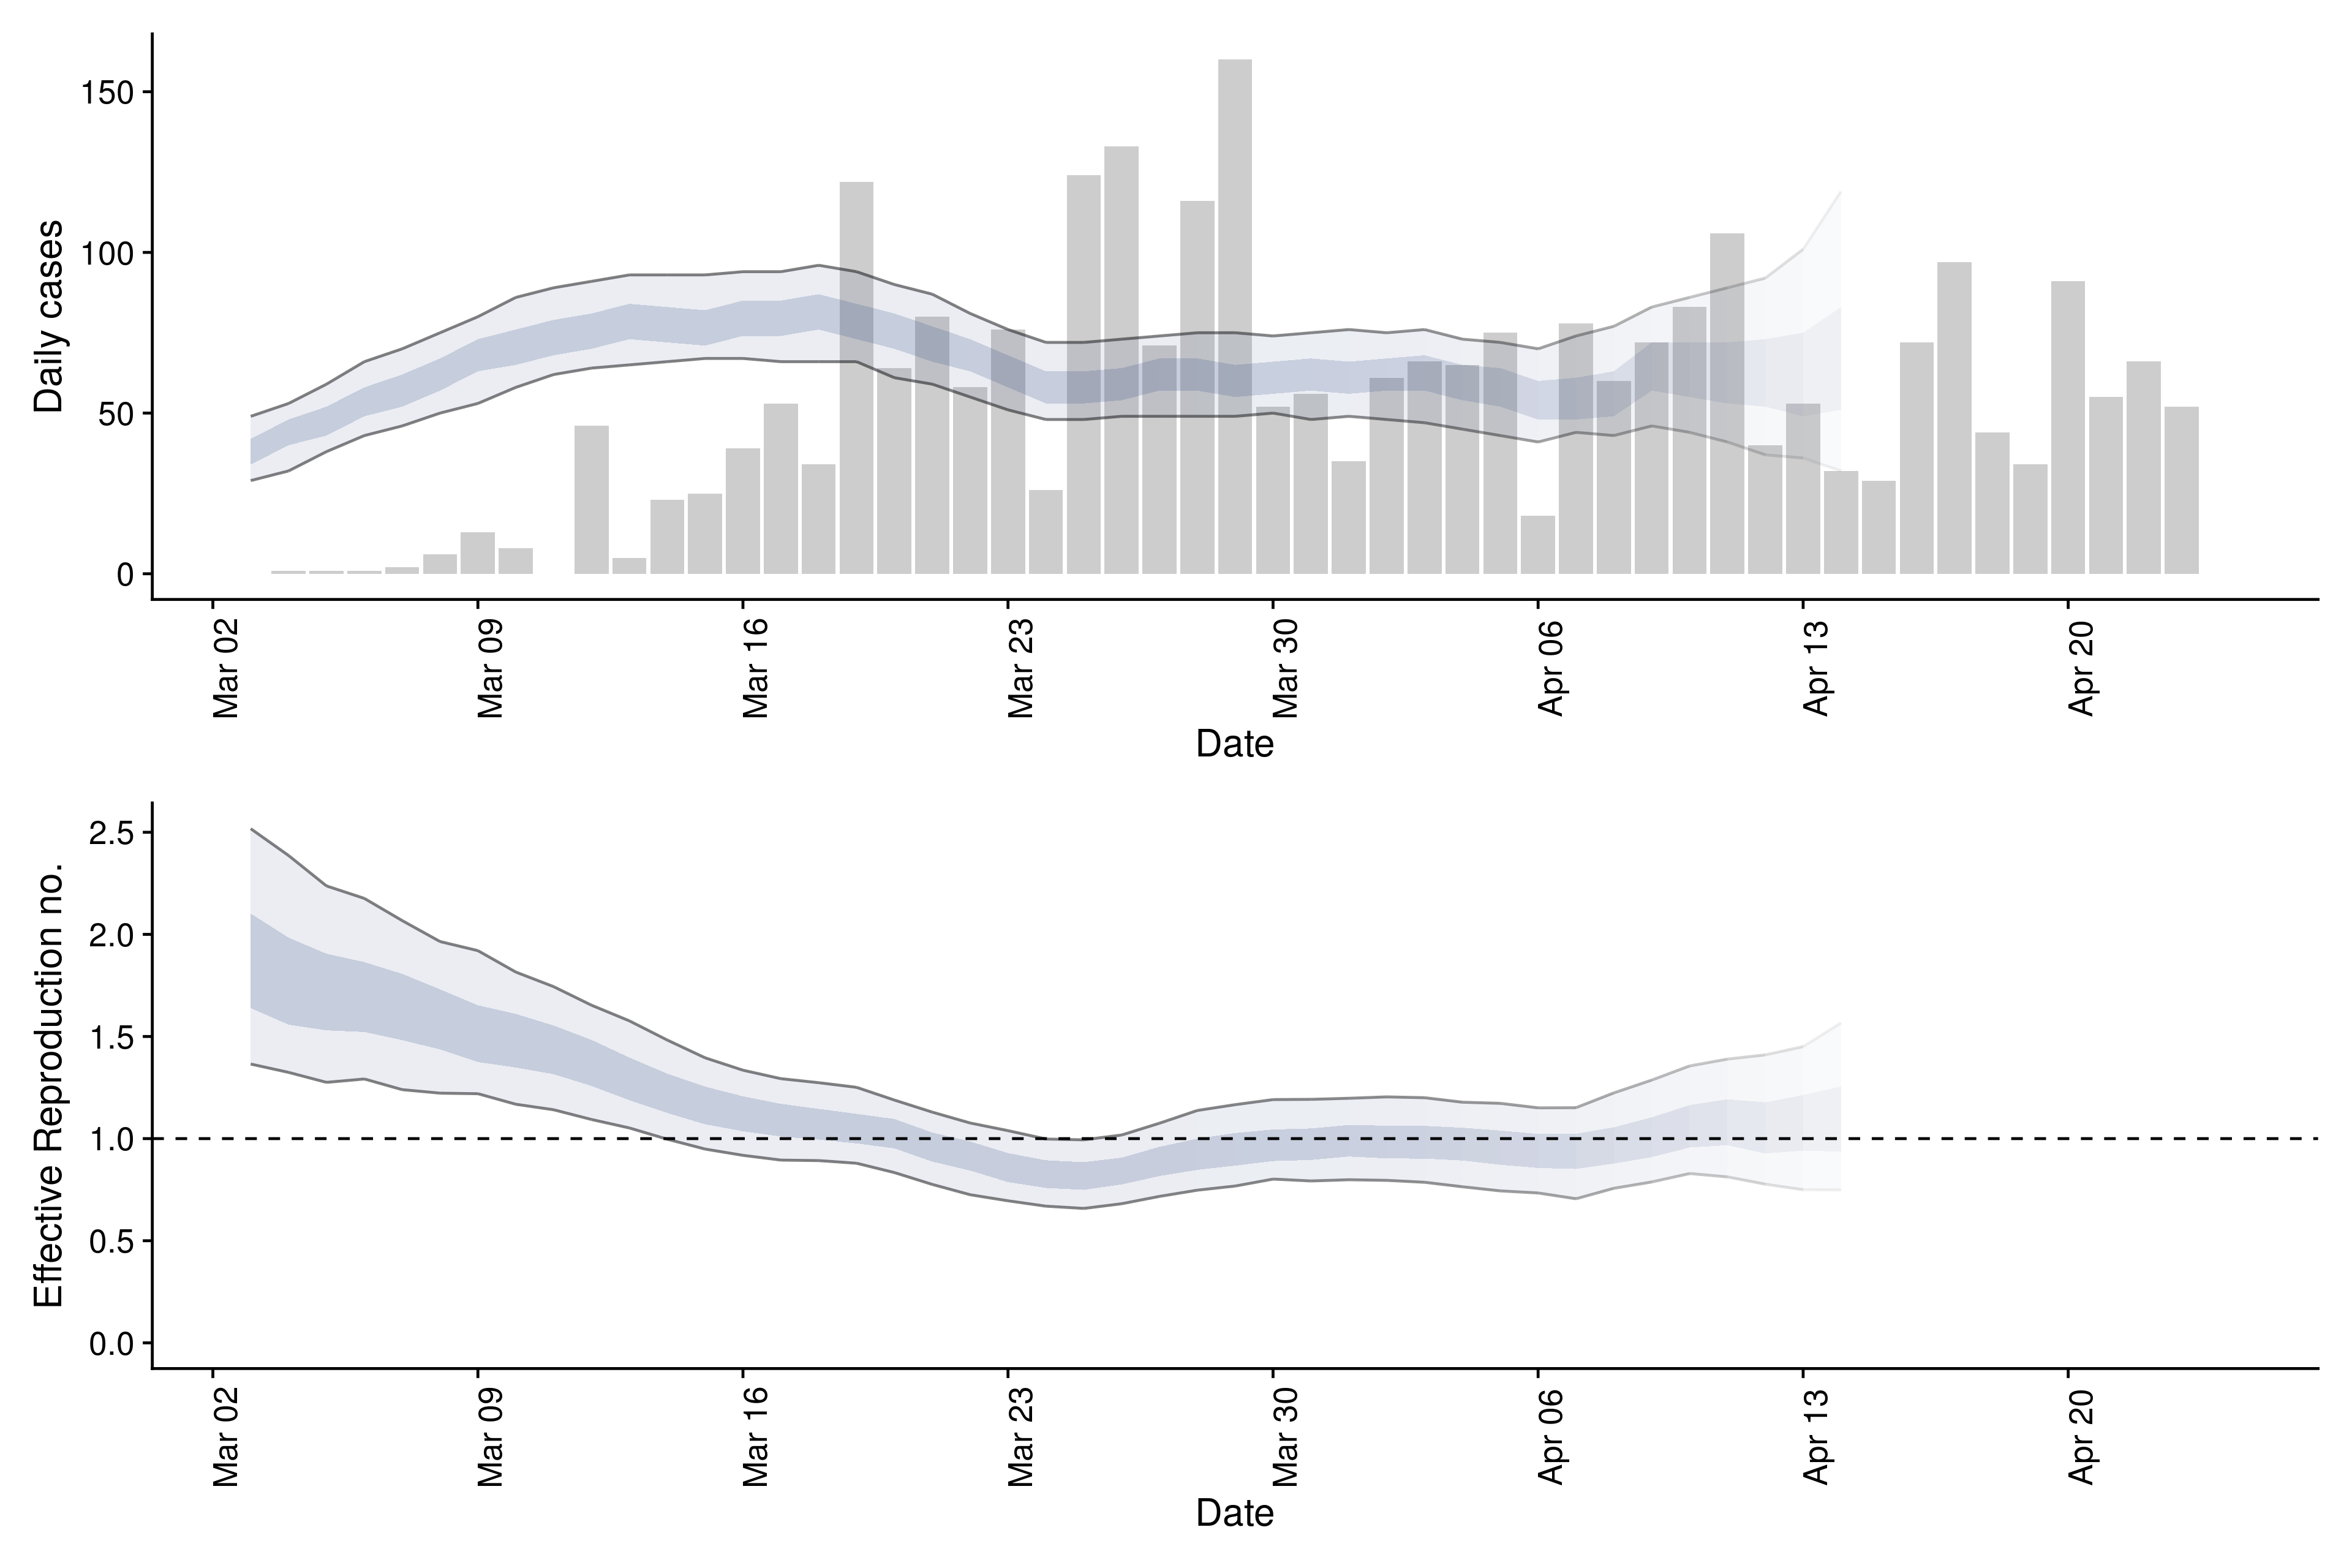 Daily cases
150
100
50
0
Mar 02
Mar 09
Mar 16
Mar 23
Mar 30
Apr 06
Apr 13
Apr 20
Date
Effective Reproduction no.
2.5
2.0
1.5
1.0
0.5
0.0
Mar 02
Mar 09
Mar 16
Mar 23
Mar 30
Apr 06
Apr 13
Apr 20
Date